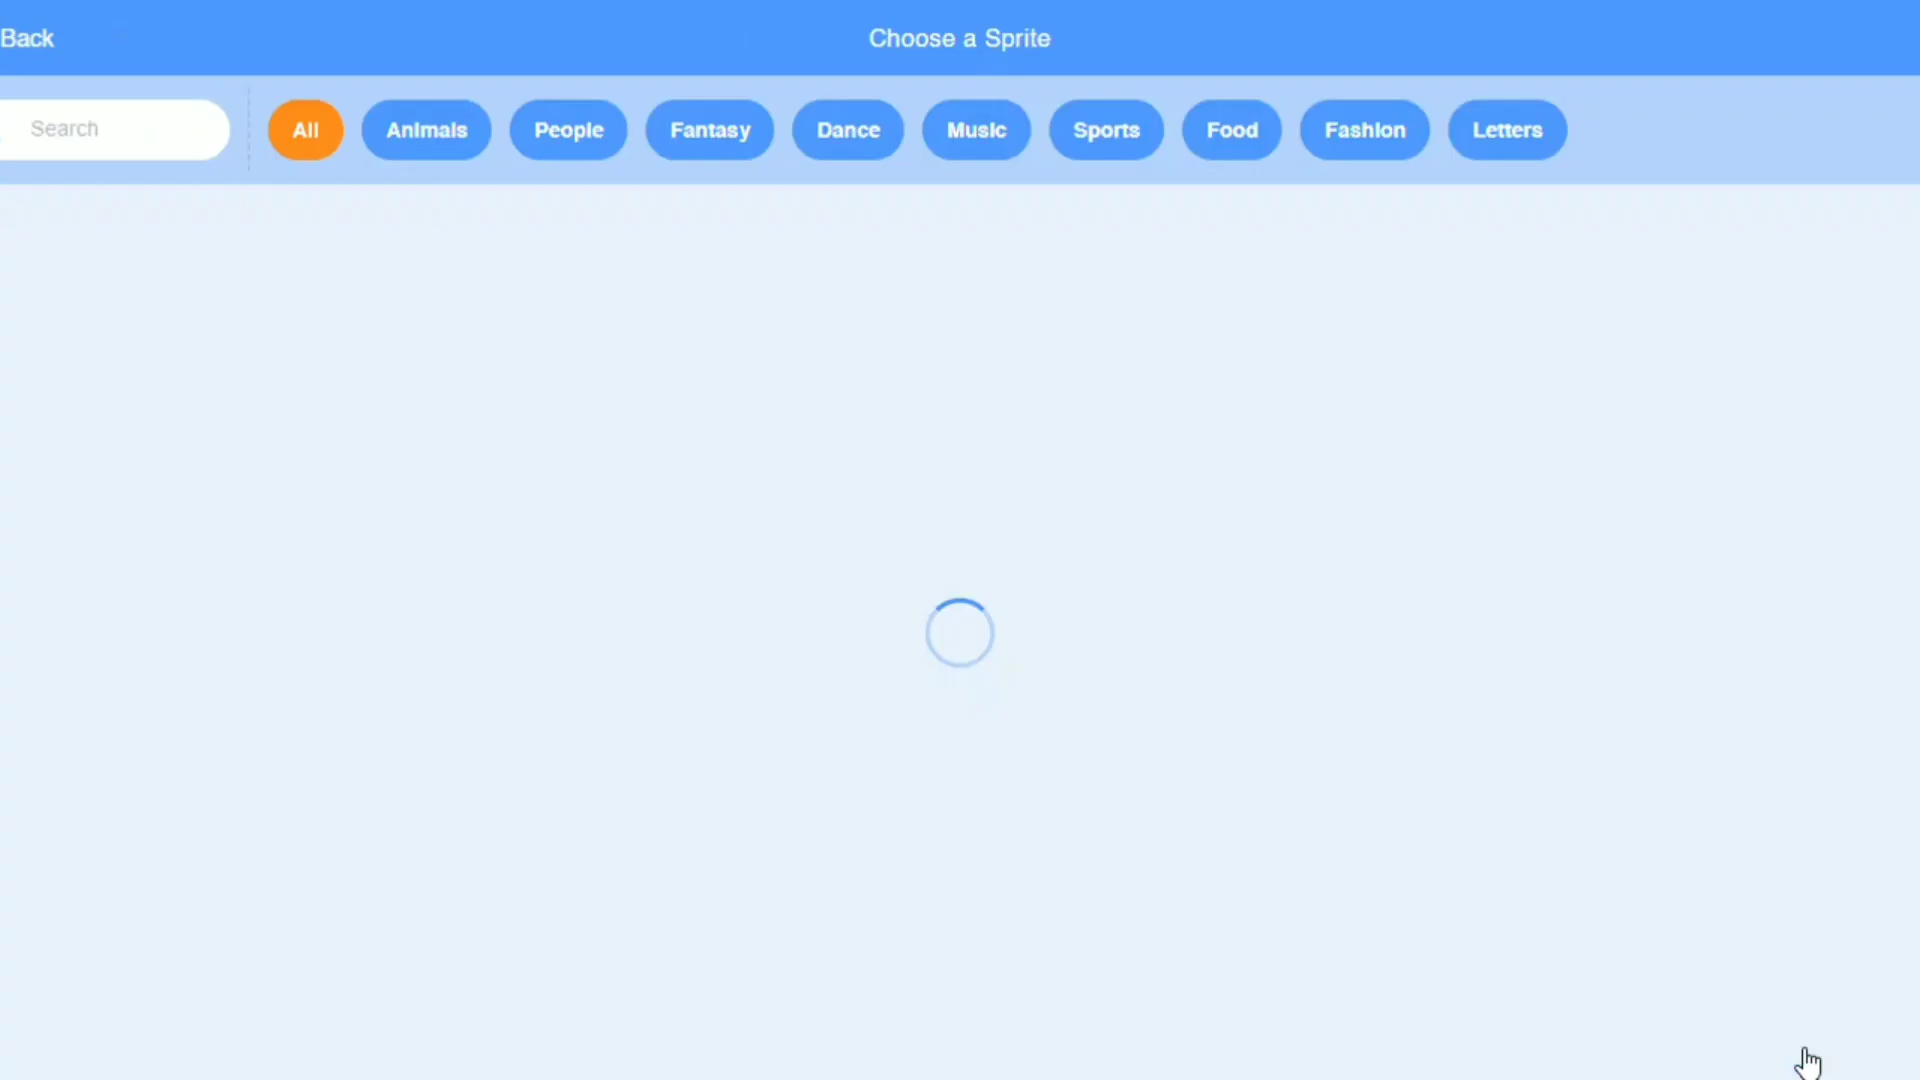 Back
Choose a Sprite
Search
All
Animals
People
Fantasy
Dance
Music
Sports
Food
Fashion
Letters